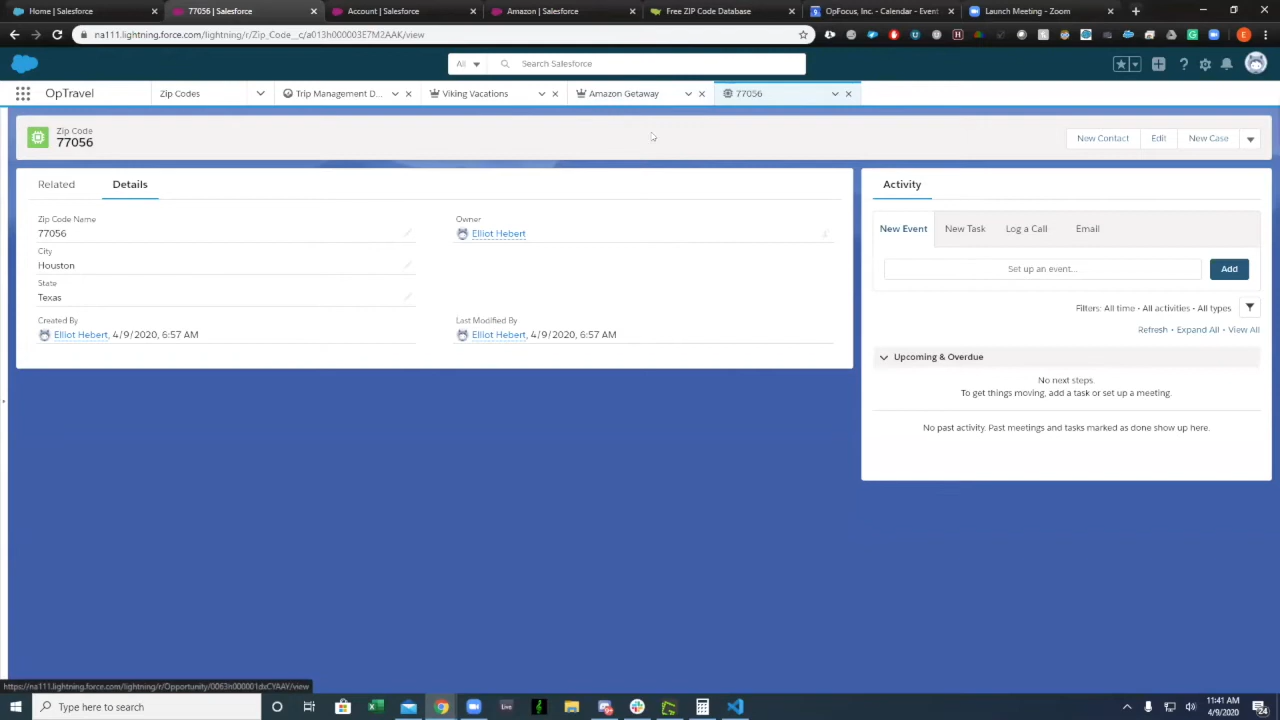 Home | Salesforce
77056 | Salesforce
Account | Salesforce
Amazon | Salesforce
Free ZIP Code Database
OpFocus, Inc. - Calendar - Event
Launch Meeting - Zoom
na111.lightning.force.com/lightning/r/Zip_Code__c/a013h000003E7M2AAK/view
E
All
Search Salesforce
OpTravel
Zip Codes
Trip Management D...
Viking Vacations
Amazon Getaway
77056
Zip Code
77056
New Contact
Edit
New Case
Related
Details
Zip Code Name
77056
City
Houston
State
Texas
Created By
Elliot Hebert, 4/9/2020, 6:57 AM
Owner
Elliot Hebert
Last Modified By
Elliot Hebert, 4/9/2020, 6:57 AM
Activity
New Event
New Task
Log a Call
Email
Set up an event...
Add
Filters: All time • All activities • All types
Refresh • Expand All • View All
Upcoming & Overdue
No next steps.
To get things moving, add a task or set up a meeting.
No past activity. Past meetings and tasks marked as done show up here.
https://na111.lightning.force.com/lightning/r/Opportunity/0063h000001dxCYAAY/view
Type here to search
11:41 AM
4/9/2020